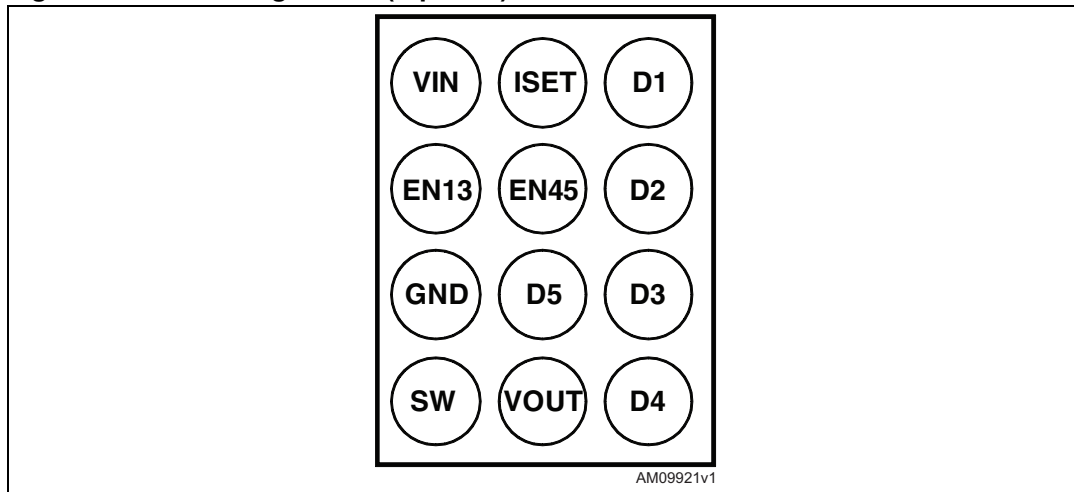 VIN ISET D1
EN13 EN45 D2
GND D5 D3
SW VOUT D4
AM09921v1